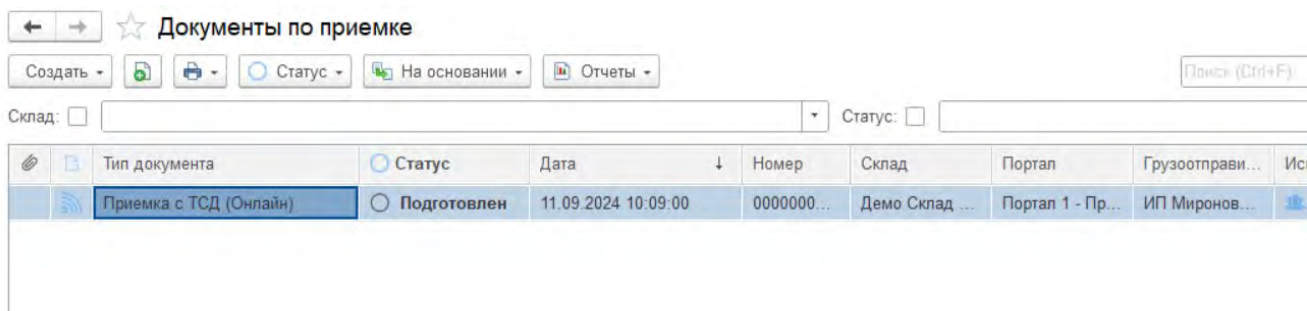 Документы по приемке
Создать Статус На основании Отчеты Поиск (Ctrl+F)
Склад: Статус:
Тип документа Статус Дата ↓ Номер Склад Портал Грузоотправи... Ис
Приемка с ТСД (Онлайн) Подготовлен 11.09.2024 10:09:00 0000000... Демо Склад ... Портал 1 - Пр... ИП Миронов...